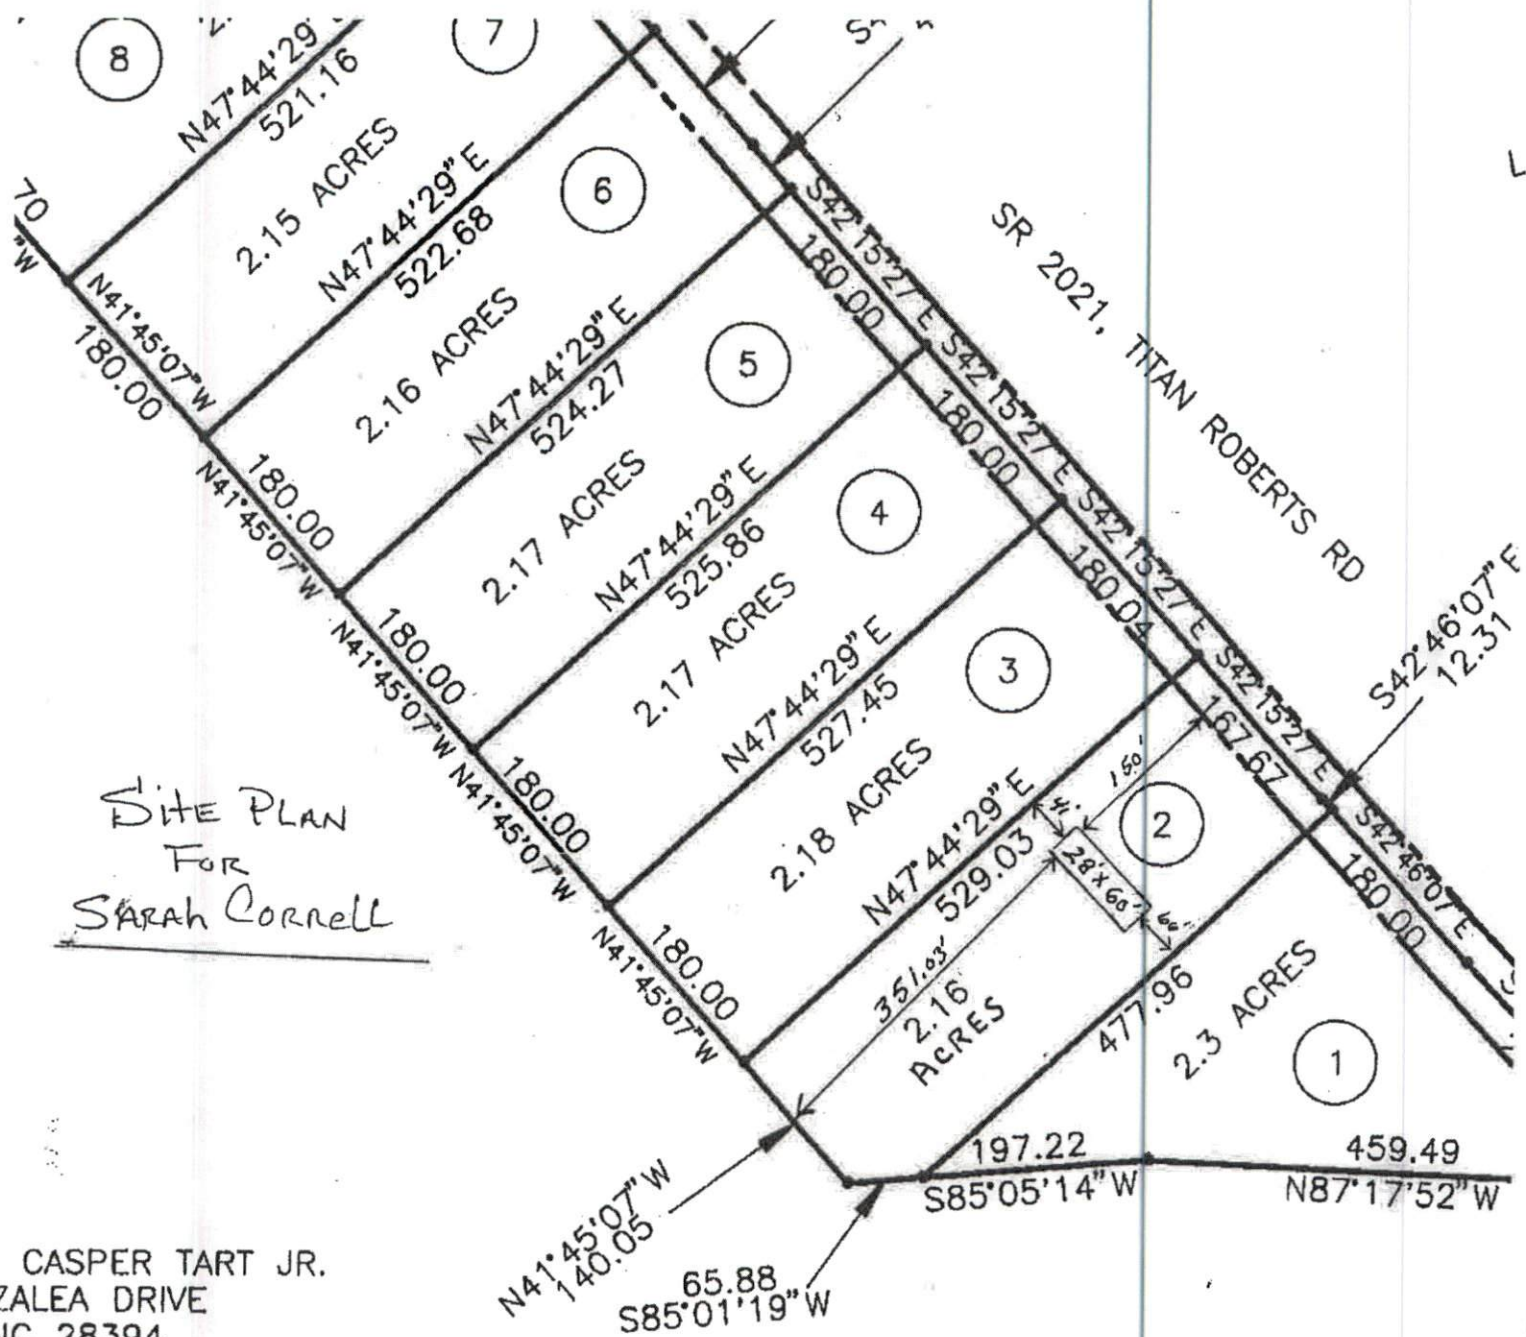 8
7
N47°44'29"
521.16
70
"W
2.15 ACRES
N47°44'29"E
522.68
6
N41°45'07"W
180.00
2.16 ACRES
N47°44'29"E
524.27
5
S42°15'27"E
180.00
SR 2021, TITAN ROBERTS RD
180.00
N41°45'07"W
2.17 ACRES
N47°44'29"E
525.86
4
S42°15'27"E
180.00
180.00
N41°45'07"W
2.17 ACRES
N47°44'29"E
527.45
3
S42°15'27"E
180.04
180.00
N41°45'07"W
2.18 ACRES
N47°44'29"E
529.03
2
S42°15'27"E
167.67
S42°46'07"E
12.31
150'
41'
28'X60'
60'
351.03'
2.16
ACRES
180.00
N41°45'07"W
477.96
2.3 ACRES
1
S42°46'07"E
180.00
197.22
S85°05'14"W
459.49
N87°17'52"W
N41°45'07"W
140.05
65.88
S85°01'19"W
SITE PLAN
FOR
SARAH CORRELL
CASPER TART JR.
ZALEA DRIVE
NC 28394